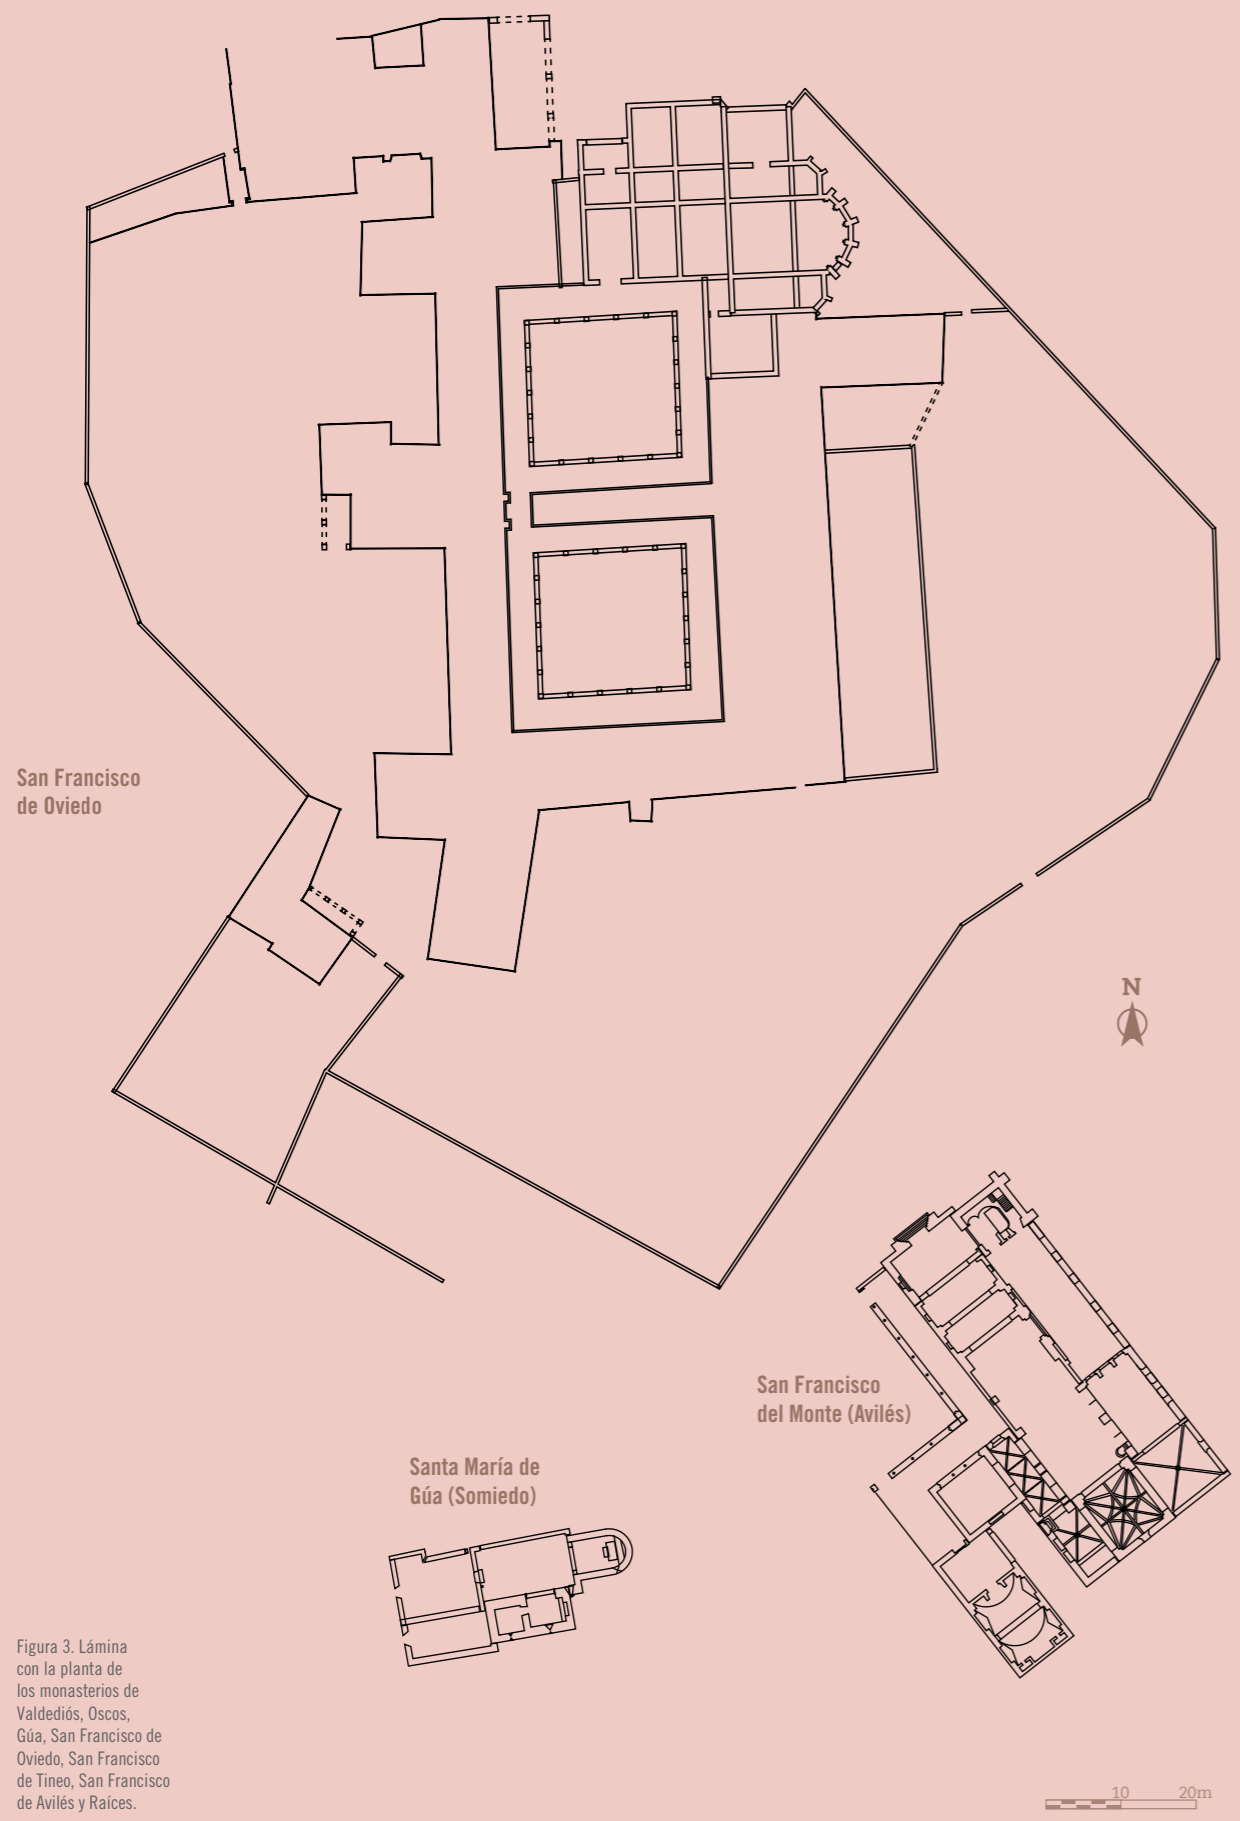 San Francisco
de Oviedo
N
San Francisco
del Monte (Avilés)
Santa María de
Gúa (Somiedo)
Figura 3. Lámina
con la planta de
los monasterios de
Valdediós, Oscos,
Gúa, San Francisco de
Oviedo, San Francisco
de Tineo, San Francisco
de Avilés y Raíces.
10 20m